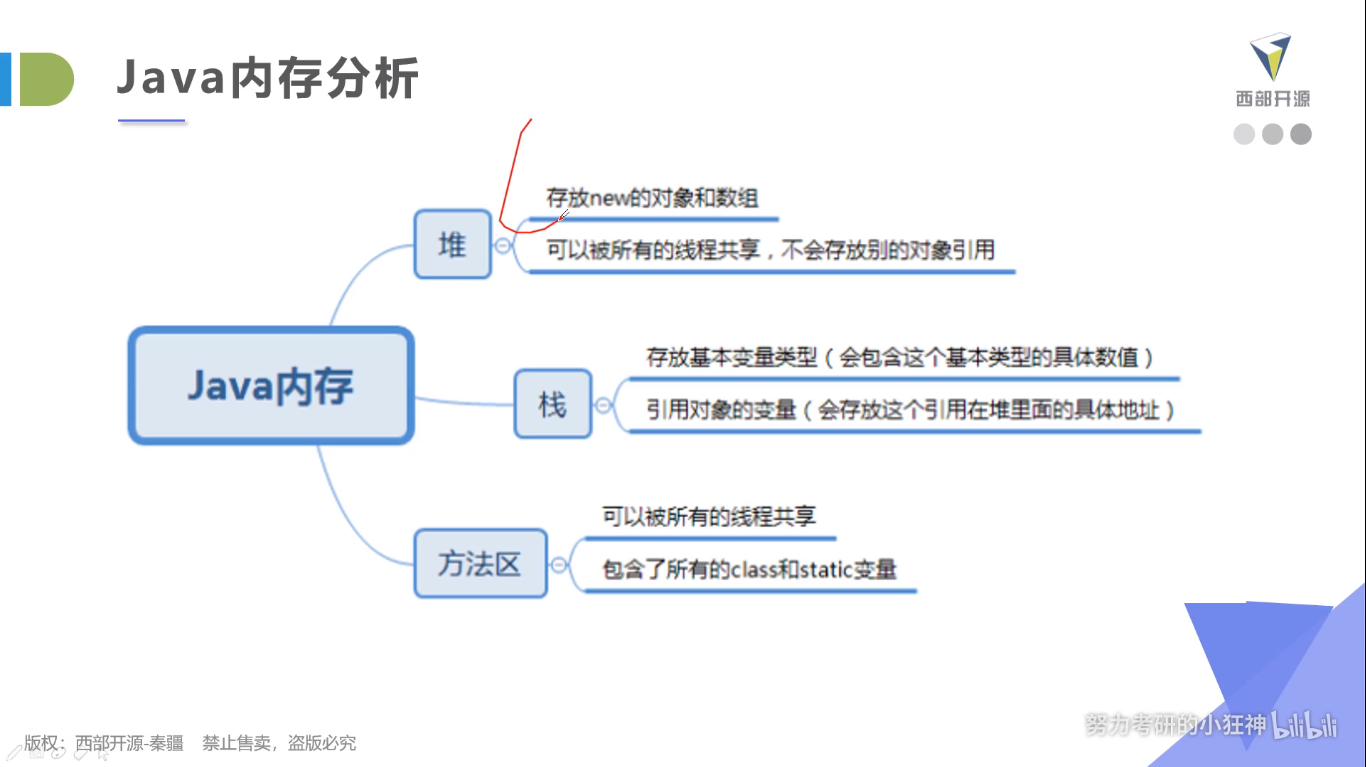 Java内存分析
西部开源
存放new的对象和数组
堆
可以被所有的线程共享，不会存放别的对象引用
存放基本变量类型（会包含这个基本类型的具体数值）
Java内存
栈
引用对象的变量（会存放这个引用在堆里面的具体地址）
可以被所有的线程共享
方法区
包含了所有的class和static变量
努力考研的小狂神 bilibili
版权：西部开源-秦疆 禁止售卖，盗版必究